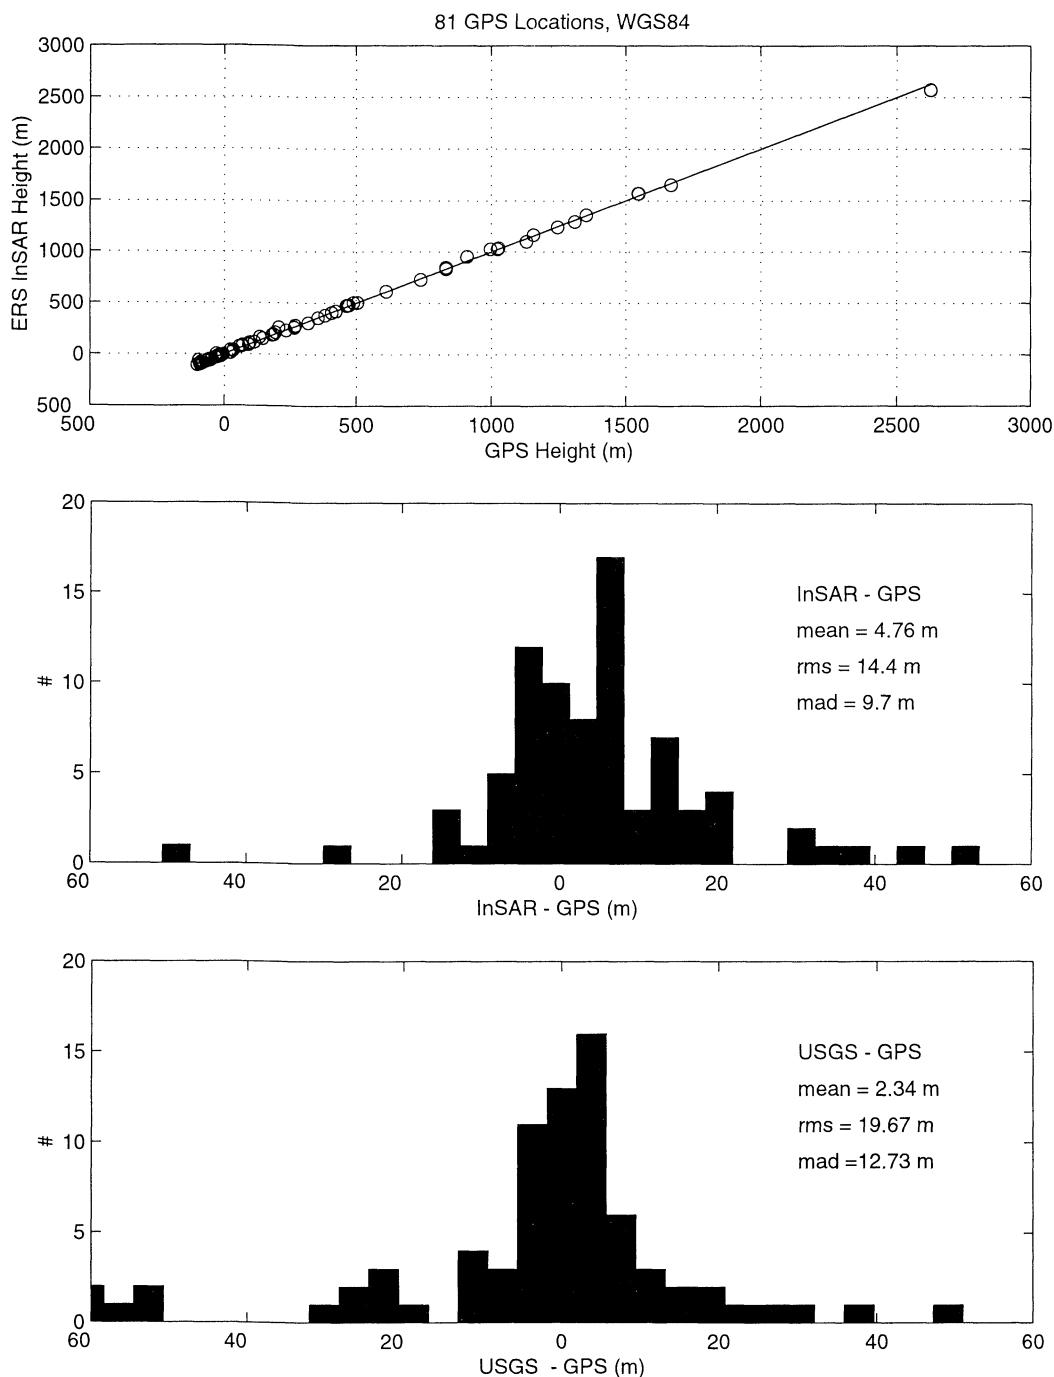 81 GPS Locations, WGS84
3000
2500
2000
1500
1000
500
0
500
ERS InSAR Height (m)
500 0 500 1000 1500 2000 2500 3000
GPS Height (m)
20
15
10
5
0
#
InSAR - GPS
mean = 4.76 m
rms = 14.4 m
mad = 9.7 m
60 40 20 0 20 40 60
InSAR - GPS (m)
20
15
10
5
0
#
USGS - GPS
mean = 2.34 m
rms = 19.67 m
mad =12.73 m
60 40 20 0 20 40 60
USGS - GPS (m)